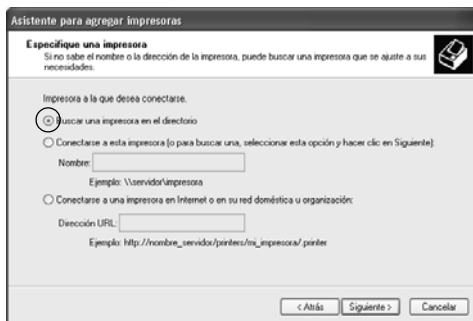 Asistente para agregar impresoras
Especifique una impresora
Si no sabe el nombre o la dirección de la impresora, puede buscar una impresora que se ajuste a sus
necesidades.
Impresora a la que desea conectarse.
Buscar una impresora en el directorio
Conectarse a esta impresora (o para buscar una, seleccionar esta opción y hacer clic en Siguiente):
Nombre:
Ejemplo: \\servidor\impresora
Conectarse a una impresora en Internet o en su red doméstica u organización:
Dirección URL:
Ejemplo: http://nombre_servidor/printers/mi_impresora/.printer
< Atrás Siguiente > Cancelar